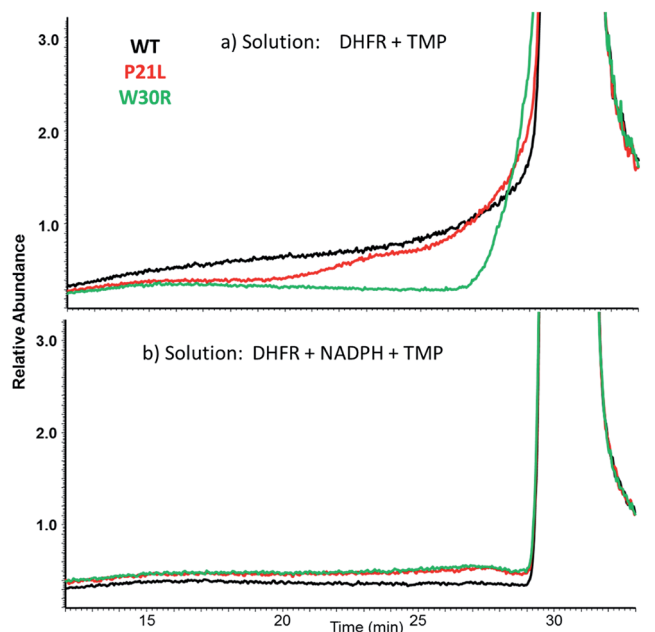 3.0
WT
a) Solution: DHFR + TMP
P21L
W30R
2.0
1.0
Relative Abundance
3.0
b) Solution: DHFR + NADPH + TMP
2.0
1.0
15 20 25 30
Time (min)